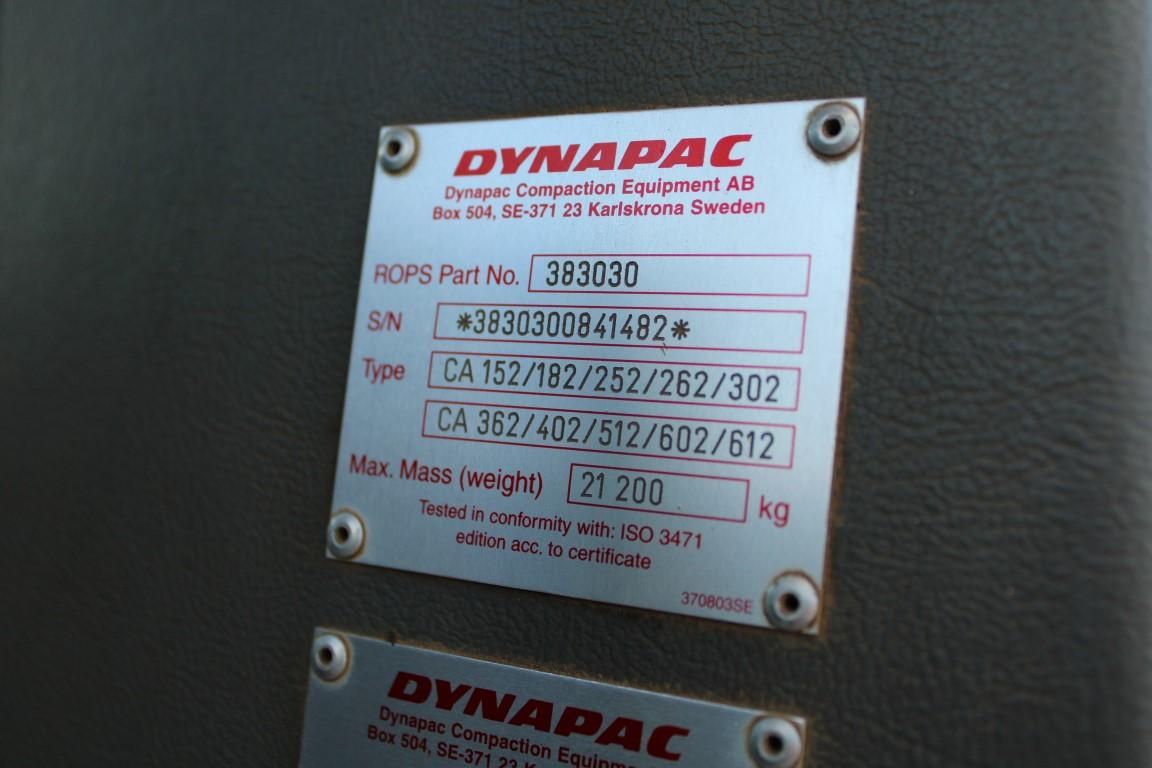 DYNAPAC
Dynapac Compaction Equipment AB
Box 504, SE-371 23 Karlskrona Sweden
ROPS Part No. 383030
S/N *3830300841482*
Type CA 152/182/252/262/302
CA 362/402/512/602/612
Max. Mass (weight) 21 200 kg
Tested in conformity with: ISO 3471
edition acc. to certificate
370803SE
DYNAPAC
Dynapac Compaction Equipm
Box 504, SE-371 23 K